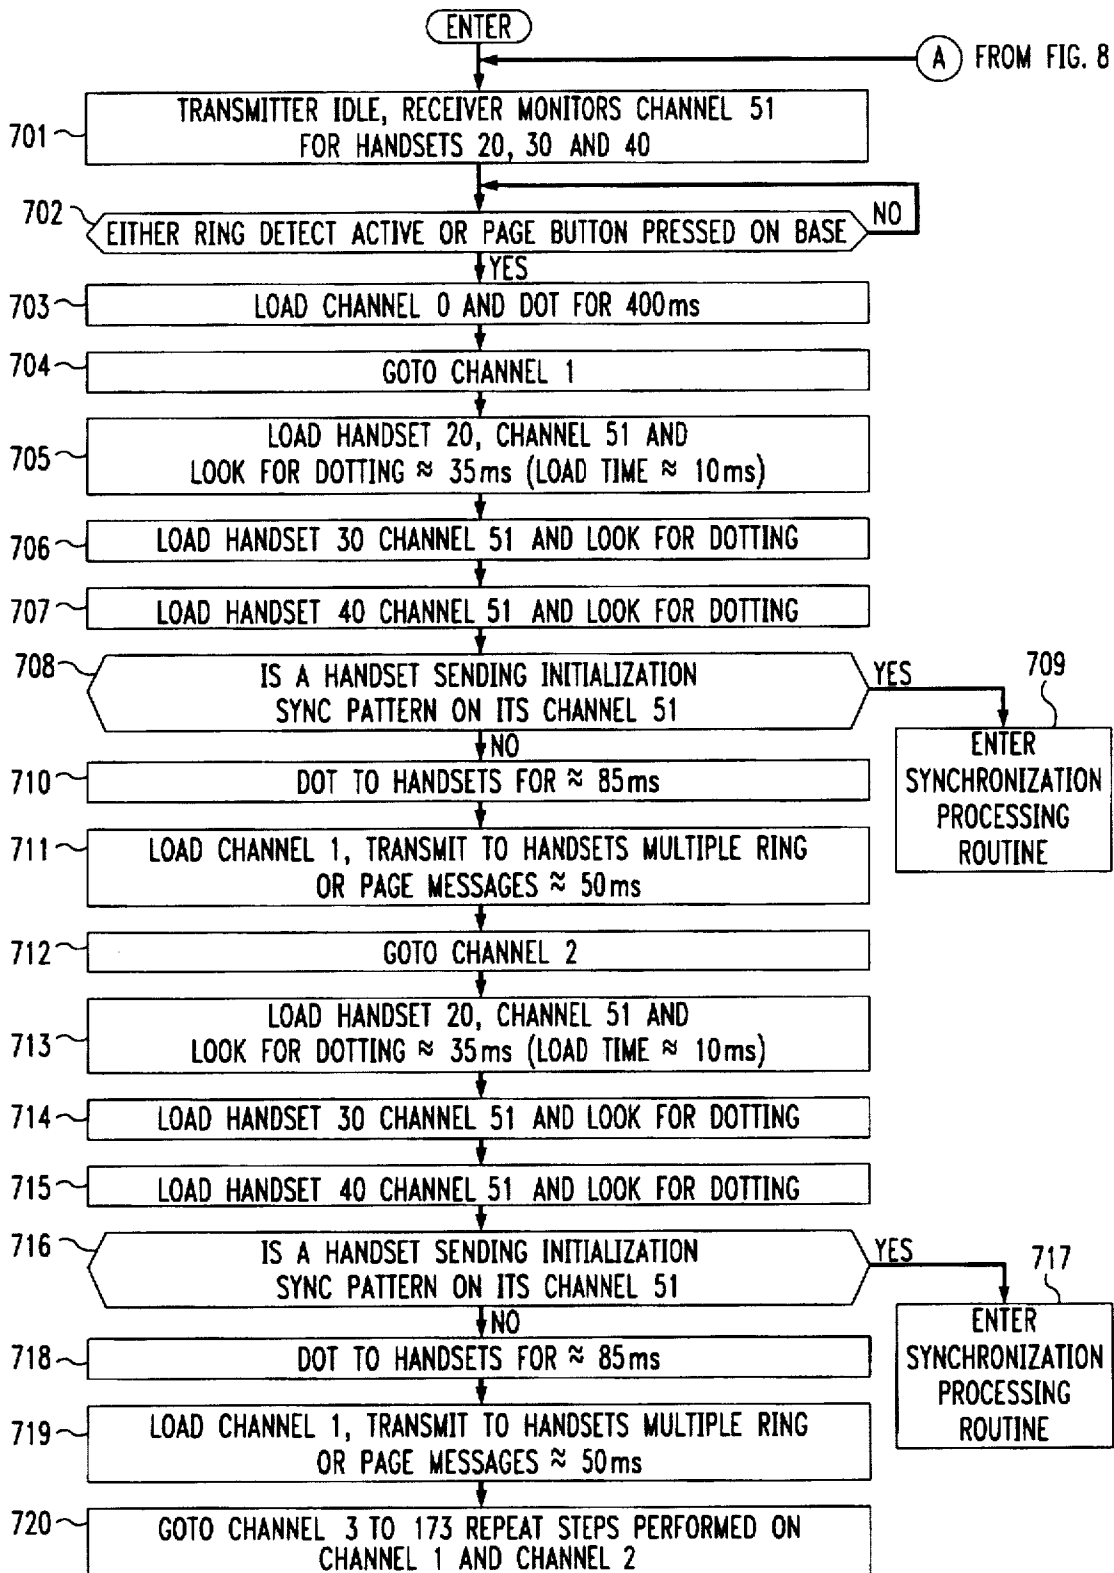 ENTER
A FROM FIG. 8
701 TRANSMITTER IDLE, RECEIVER MONITORS CHANNEL 51
FOR HANDSETS 20, 30 AND 40
702 EITHER RING DETECT ACTIVE OR PAGE BUTTON PRESSED ON BASE NO
YES
703 LOAD CHANNEL 0 AND DOT FOR 400ms
704 GOTO CHANNEL 1
705 LOAD HANDSET 20, CHANNEL 51 AND
LOOK FOR DOTTING ≈ 35ms (LOAD TIME ≈ 10ms)
706 LOAD HANDSET 30 CHANNEL 51 AND LOOK FOR DOTTING
707 LOAD HANDSET 40 CHANNEL 51 AND LOOK FOR DOTTING
708 IS A HANDSET SENDING INITIALIZATION
SYNC PATTERN ON ITS CHANNEL 51
YES
709
ENTER
SYNCHRONIZATION
PROCESSING
ROUTINE
NO
710 DOT TO HANDSETS FOR ≈ 85ms
711 LOAD CHANNEL 1, TRANSMIT TO HANDSETS MULTIPLE RING
OR PAGE MESSAGES ≈ 50ms
712 GOTO CHANNEL 2
713 LOAD HANDSET 20, CHANNEL 51 AND
LOOK FOR DOTTING ≈ 35ms (LOAD TIME ≈ 10ms)
714 LOAD HANDSET 30 CHANNEL 51 AND LOOK FOR DOTTING
715 LOAD HANDSET 40 CHANNEL 51 AND LOOK FOR DOTTING
716 IS A HANDSET SENDING INITIALIZATION
SYNC PATTERN ON ITS CHANNEL 51
YES
717
ENTER
SYNCHRONIZATION
PROCESSING
ROUTINE
NO
718 DOT TO HANDSETS FOR ≈ 85ms
719 LOAD CHANNEL 1, TRANSMIT TO HANDSETS MULTIPLE RING
OR PAGE MESSAGES ≈ 50ms
720 GOTO CHANNEL 3 TO 173 REPEAT STEPS PERFORMED ON
CHANNEL 1 AND CHANNEL 2